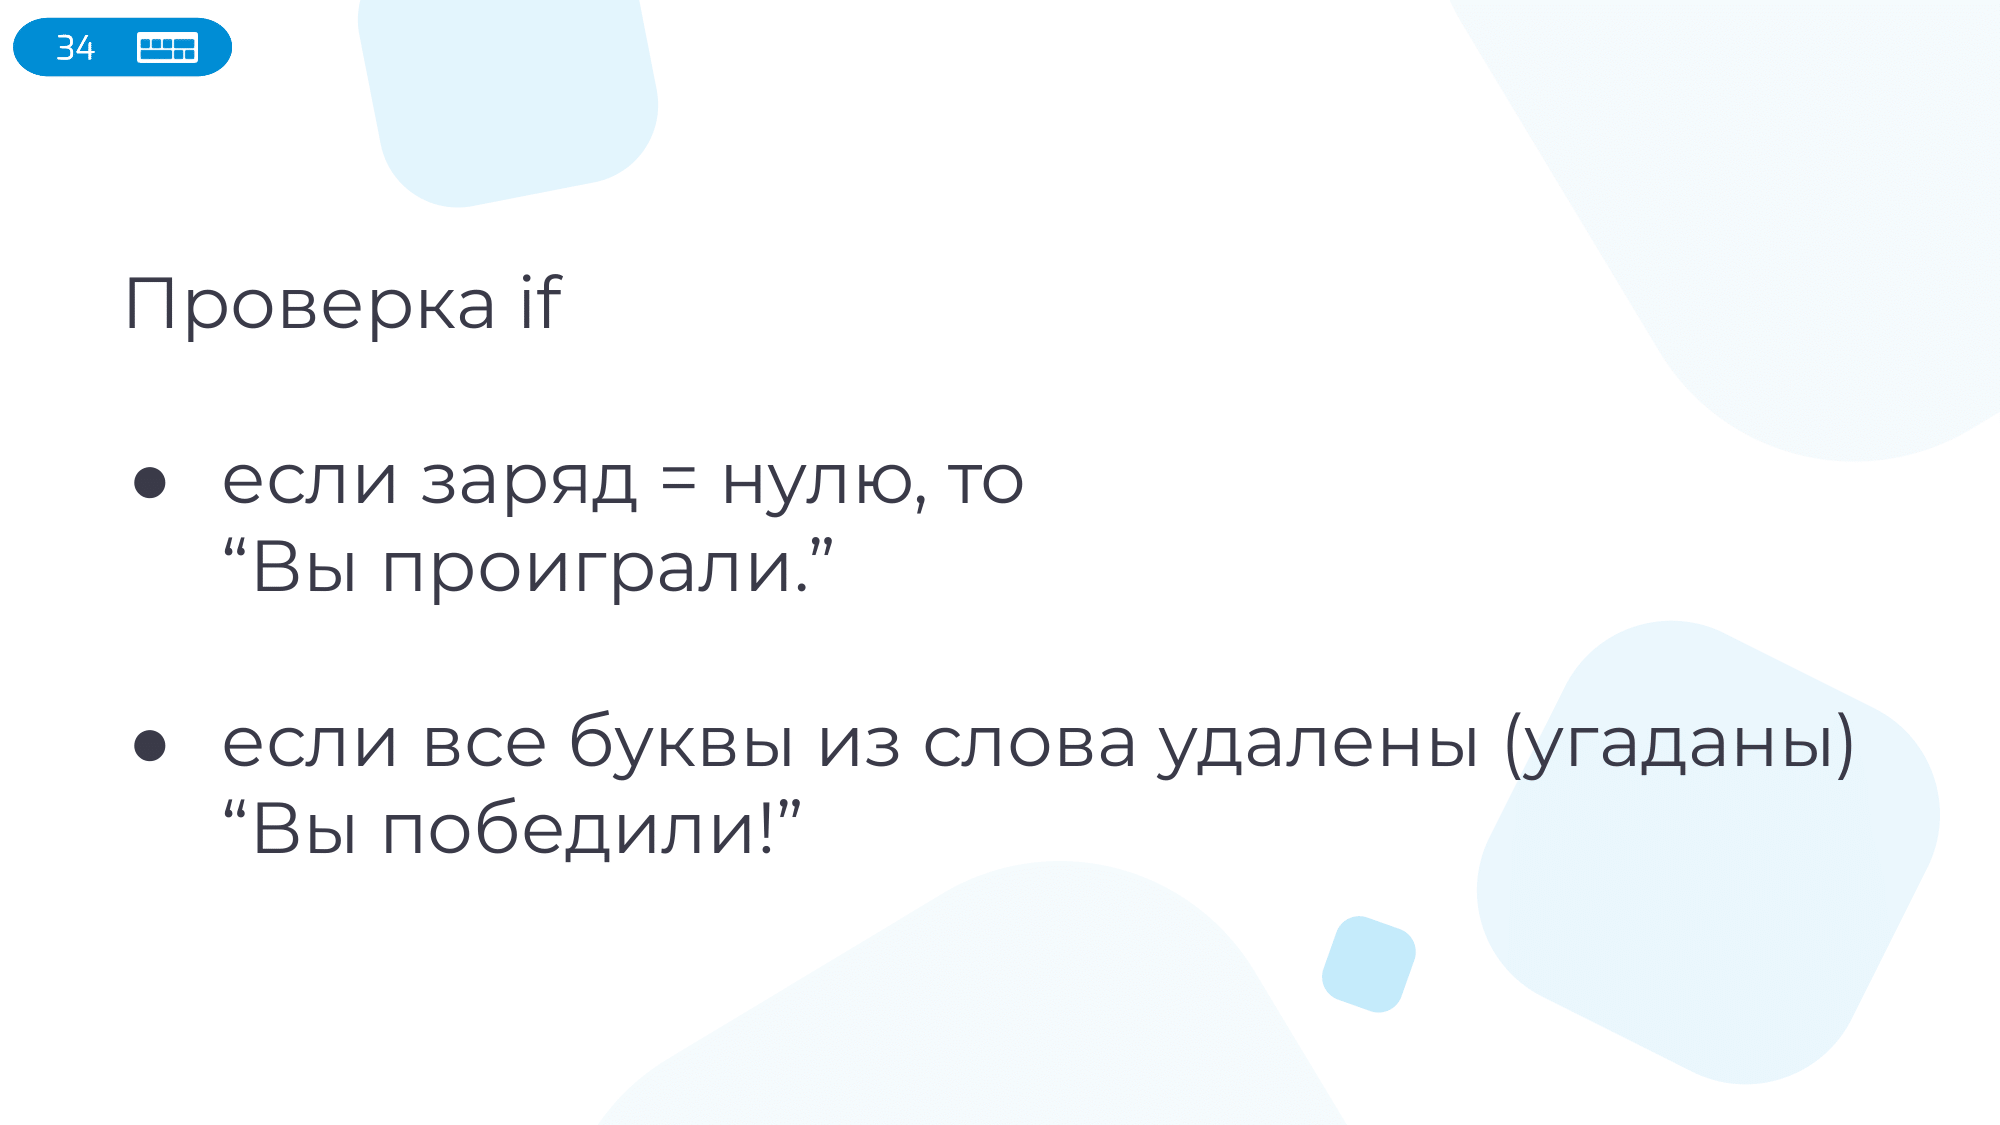 34
Проверка if
● если заряд = нулю, то
“Вы проиграли.”
● если все буквы из слова удалены (угаданы)
“Вы победили!”